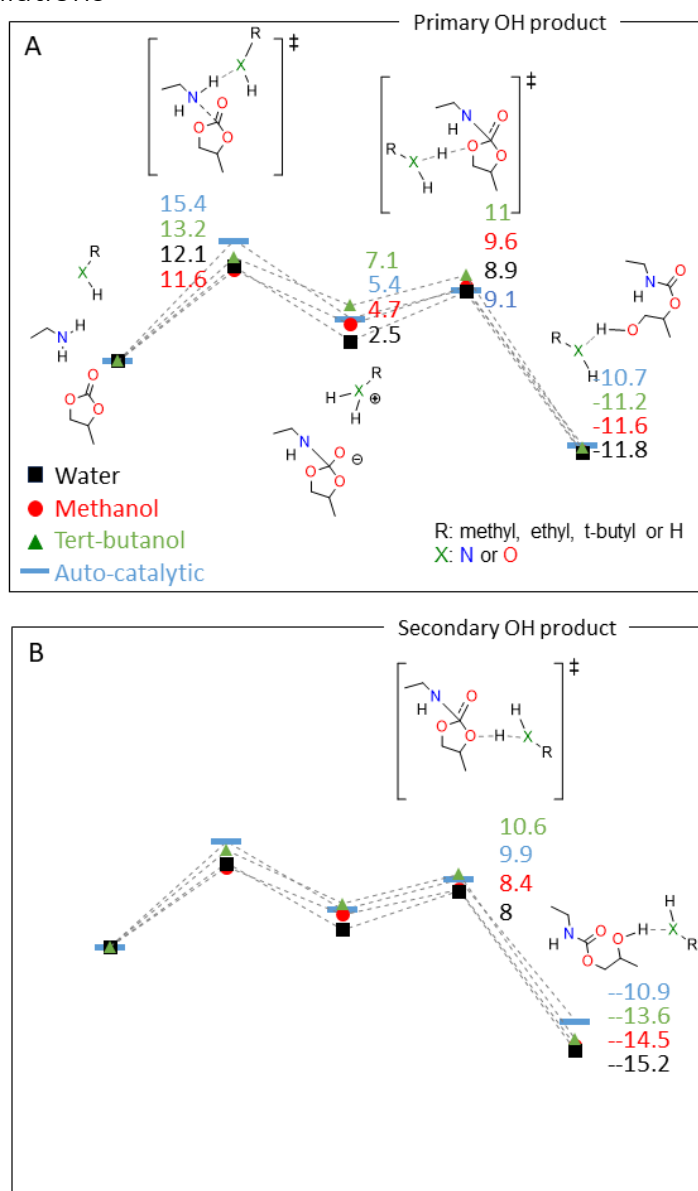 Primary OH product
A
R
‡
H
X
N
H
H
O
O
O
‡
N
H
O
O
O
R
X
H
H
15.4
13.2
12.1
11.6
11
9.6
8.9
9.1
7.1
5.4
4.7
2.5
R
X
H
N
H
H
O
O
O
N
H
O
O
HO
R
X
H
-10.7
-11.2
-11.6
-11.8
R
H
X
H
⊕
N
H
O
⊖
O
O
Water
Methanol
Tert-butanol
Auto-catalytic
R: methyl, ethyl, t-butyl or H
X: N or O
Secondary OH product
B
‡
N
H
O
O
O
H
H
X
R
10.6
9.9
8.4
8
N
H
O
O
O
H
H
X
R
--10.9
--13.6
--14.5
--15.2